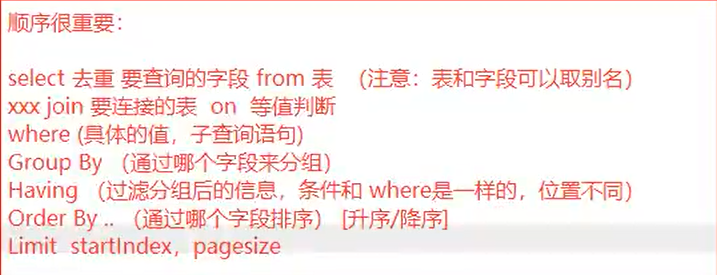 顺序很重要：
select 去重 要查询的字段 from 表 （注意：表和字段可以取别名）
xxx join 要连接的表 on 等值判断
where (具体的值，子查询语句)
Group By （通过哪个字段来分组）
Having （过滤分组后的信息，条件和 where是一样的，位置不同）
Order By .. （通过哪个字段排序） [升序/降序]
Limit startIndex，pagesize